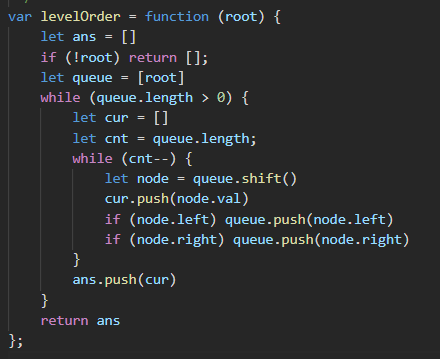 var levelOrder = function (root) {
    let ans = []
    if (!root) return [];
    let queue = [root]
    while (queue.length > 0) {
        let cur = []
        let cnt = queue.length;
        while (cnt--) {
            let node = queue.shift()
            cur.push(node.val)
            if (node.left) queue.push(node.left)
            if (node.right) queue.push(node.right)
        }
        ans.push(cur)
    }
    return ans
};